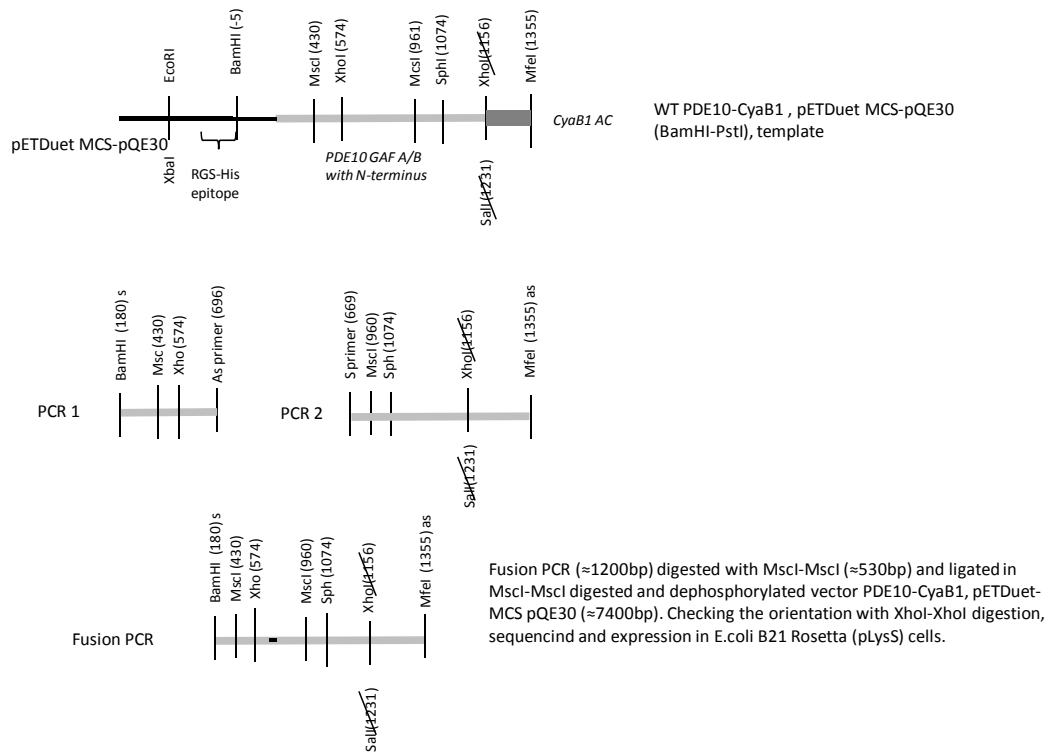 EcoRI
BamHI (-5)
MscI (430)
XhoI (574)
McsI (961)
SphI (1074)
XhoI(1156)
MfeI (1355)
pETDuet MCS-pQE30
XbaI
RGS-His
epitope
PDE10 GAF A/B
with N-terminus
CyaB1 AC
SalI(1231)
WT PDE10-CyaB1 , pETDuet MCS-pQE30
(BamHI-PstI), template
BamHI (180) s
Msc (430)
Xho (574)
As primer (696)
PCR 1
S primer (669)
MscI (960)
Sph (1074)
XhoI(1156)
MfeI (1355) as
PCR 2
SalI(1231)
BamHI (180) s
MscI (430)
Xho (574)
MscI (960)
Sph (1074)
XhoI(1156)
MfeI (1355) as
Fusion PCR
SalI(1231)
Fusion PCR (≈1200bp) digested with MscI-MscI (≈530bp) and ligated in
MscI-MscI digested and dephosphorylated vector PDE10-CyaB1, pETDuet-
MCS pQE30 (≈7400bp). Checking the orientation with XhoI-XhoI digestion,
sequencind and expression in E.coli B21 Rosetta (pLysS) cells.